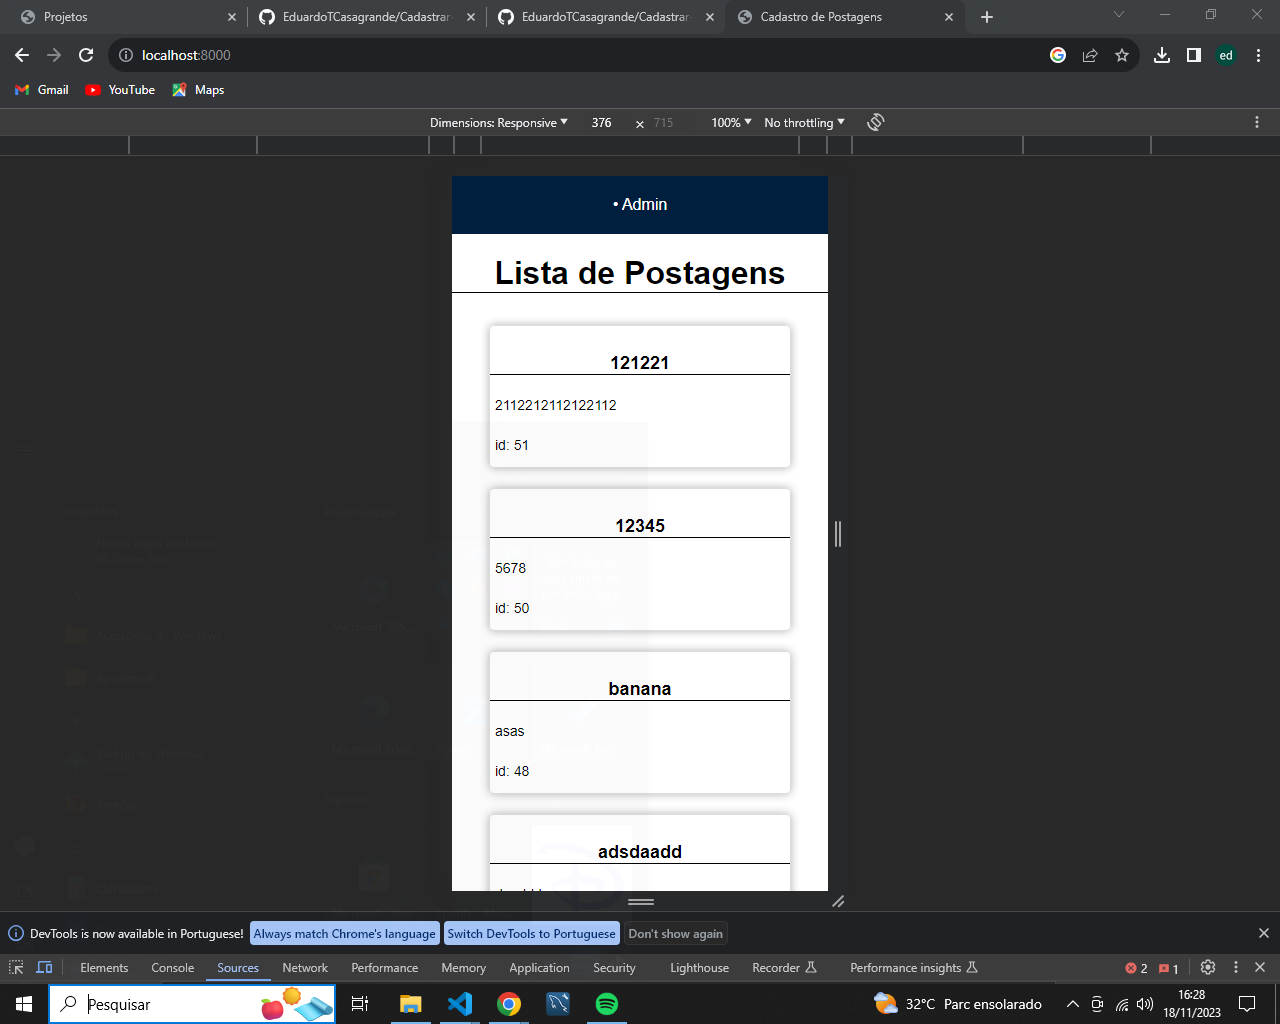 Projetos
EduardoTCasagrande/Cadastrar-
EduardoTCasagrande/Cadastrar-
Cadastro de Postagens
localhost:8000
ed
Gmail
YouTube
Maps
Dimensions: Responsive
376
×
715
100%
No throttling
• Admin
Lista de Postagens
121221
2112212112122112
id: 51
12345
5678
id: 50
banana
asas
id: 48
adsdaadd
DevTools is now available in Portuguese!
Always match Chrome's language
Switch DevTools to Portuguese
Don't show again
Elements
Console
Sources
Network
Performance
Memory
Application
Security
Lighthouse
Recorder
Performance insights
2
1
Pesquisar
32°C Parc ensolarado
16:28
18/11/2023